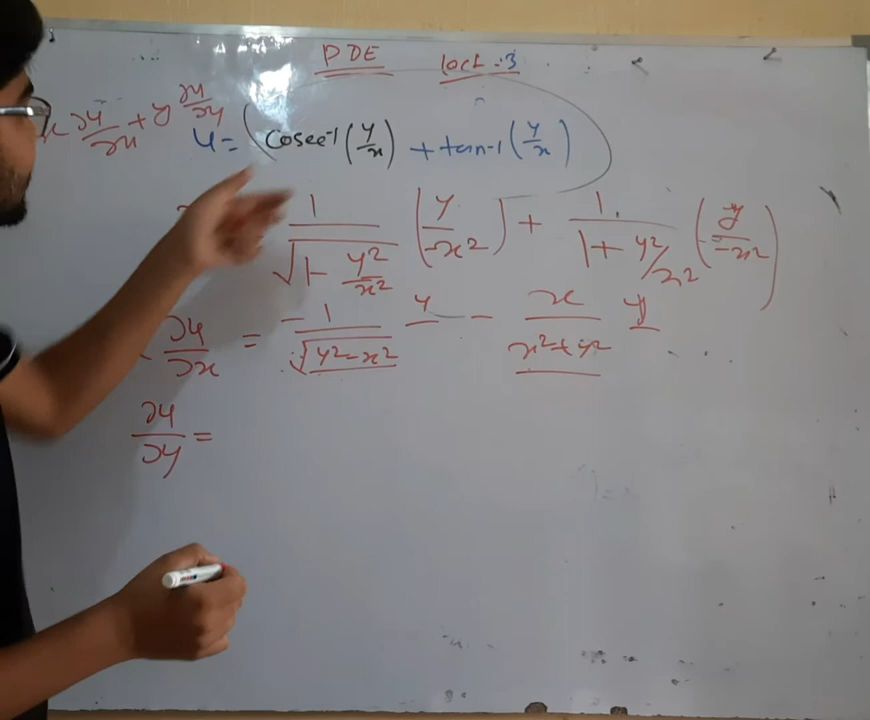 PDE lect :3
x ∂u/∂x + y ∂u/∂y
u = (cosec-1 (y/x) + tan-1 (y/x)
1/√(1 - y²/x²) (y/-x²) + 1/(1 + y²/x²) (y/-x²)
∂u/∂x = -1/√(y²-x²) y - x/(x²+y²) y
∂u/∂y =